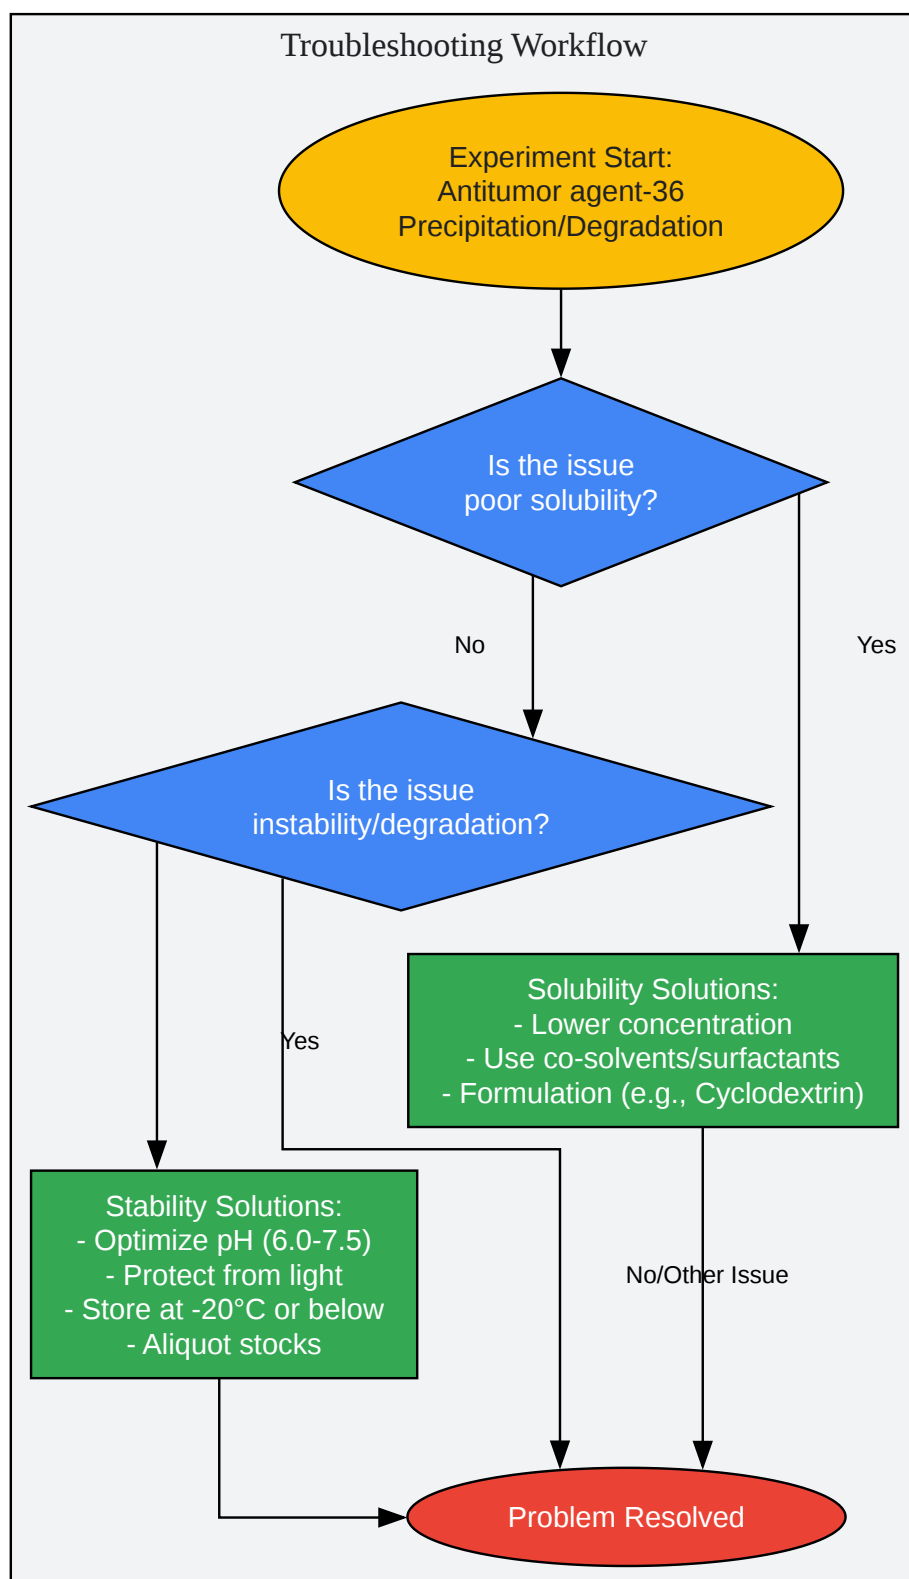 Troubleshooting Workflow
Experiment Start:
Antitumor agent-36
Precipitation/Degradation
Is the issue
poor solubility?
No
Yes
Is the issue
instability/degradation?
Solubility Solutions:
- Lower concentration
- Use co-solvents/surfactants
- Formulation (e.g., Cyclodextrin)
Yes
Stability Solutions:
- Optimize pH (6.0-7.5)
- Protect from light
- Store at -20°C or below
- Aliquot stocks
No/Other Issue
Problem Resolved